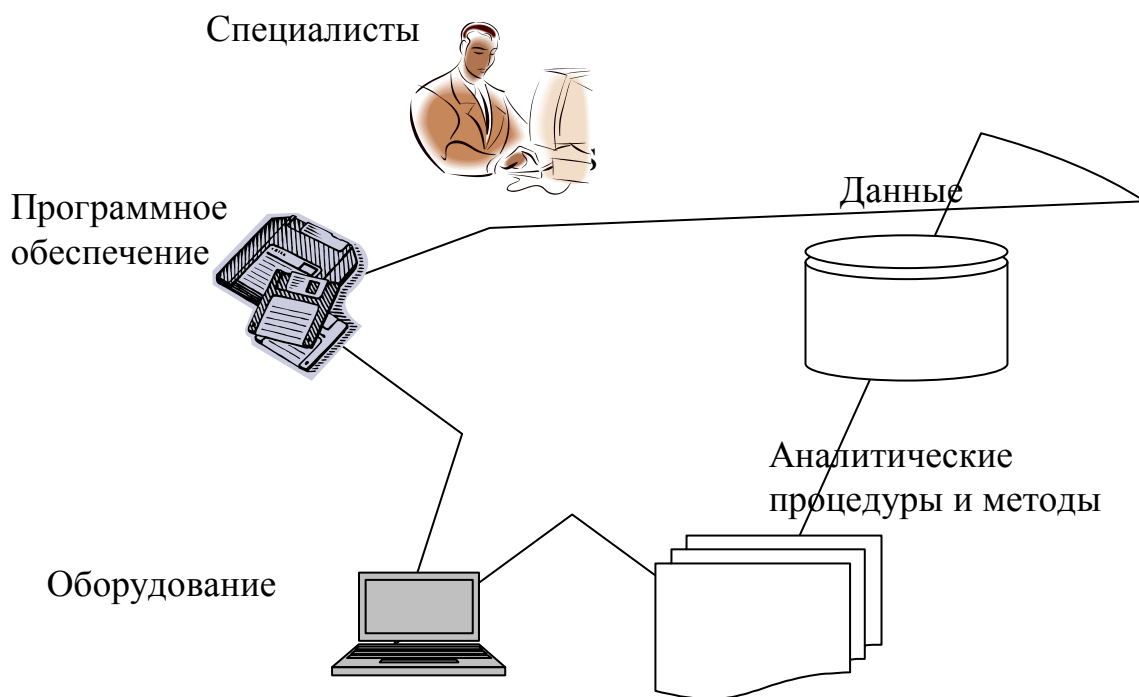 Специалисты
Программное
обеспечение
Данные
Аналитические
процедуры и методы
Оборудование